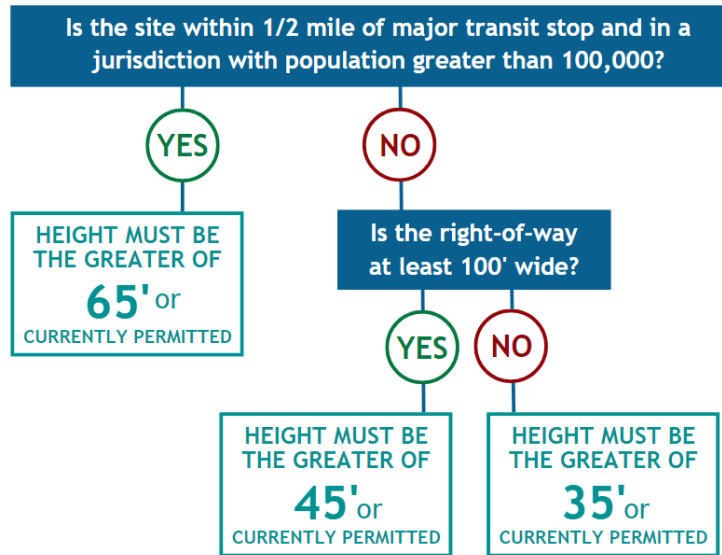 Is the site within 1/2 mile of major transit stop and in a
jurisdiction with population greater than 100,000?
YES
NO
HEIGHT MUST BE
THE GREATER OF
65' or
CURRENTLY PERMITTED
Is the right-of-way
at least 100' wide?
YES
NO
HEIGHT MUST BE
THE GREATER OF
45' or
CURRENTLY PERMITTED
HEIGHT MUST BE
THE GREATER OF
35' or
CURRENTLY PERMITTED